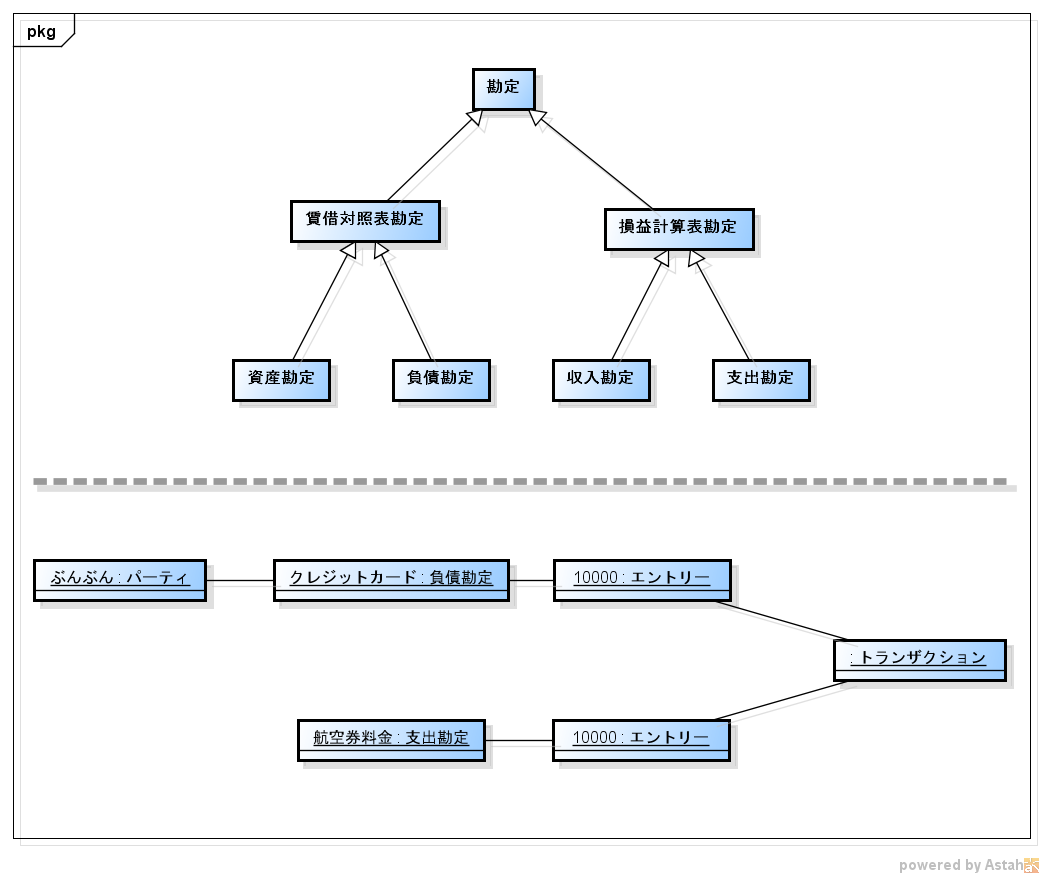 pkg
勘定
賃借対照表勘定
損益計算表勘定
資産勘定
負債勘定
収入勘定
支出勘定
ぶんぶん : パーティ
クレジットカード : 負債勘定
10000 : エントリー
: トランザクション
航空券料金 : 支出勘定
10000 : エントリー
powered by Astah